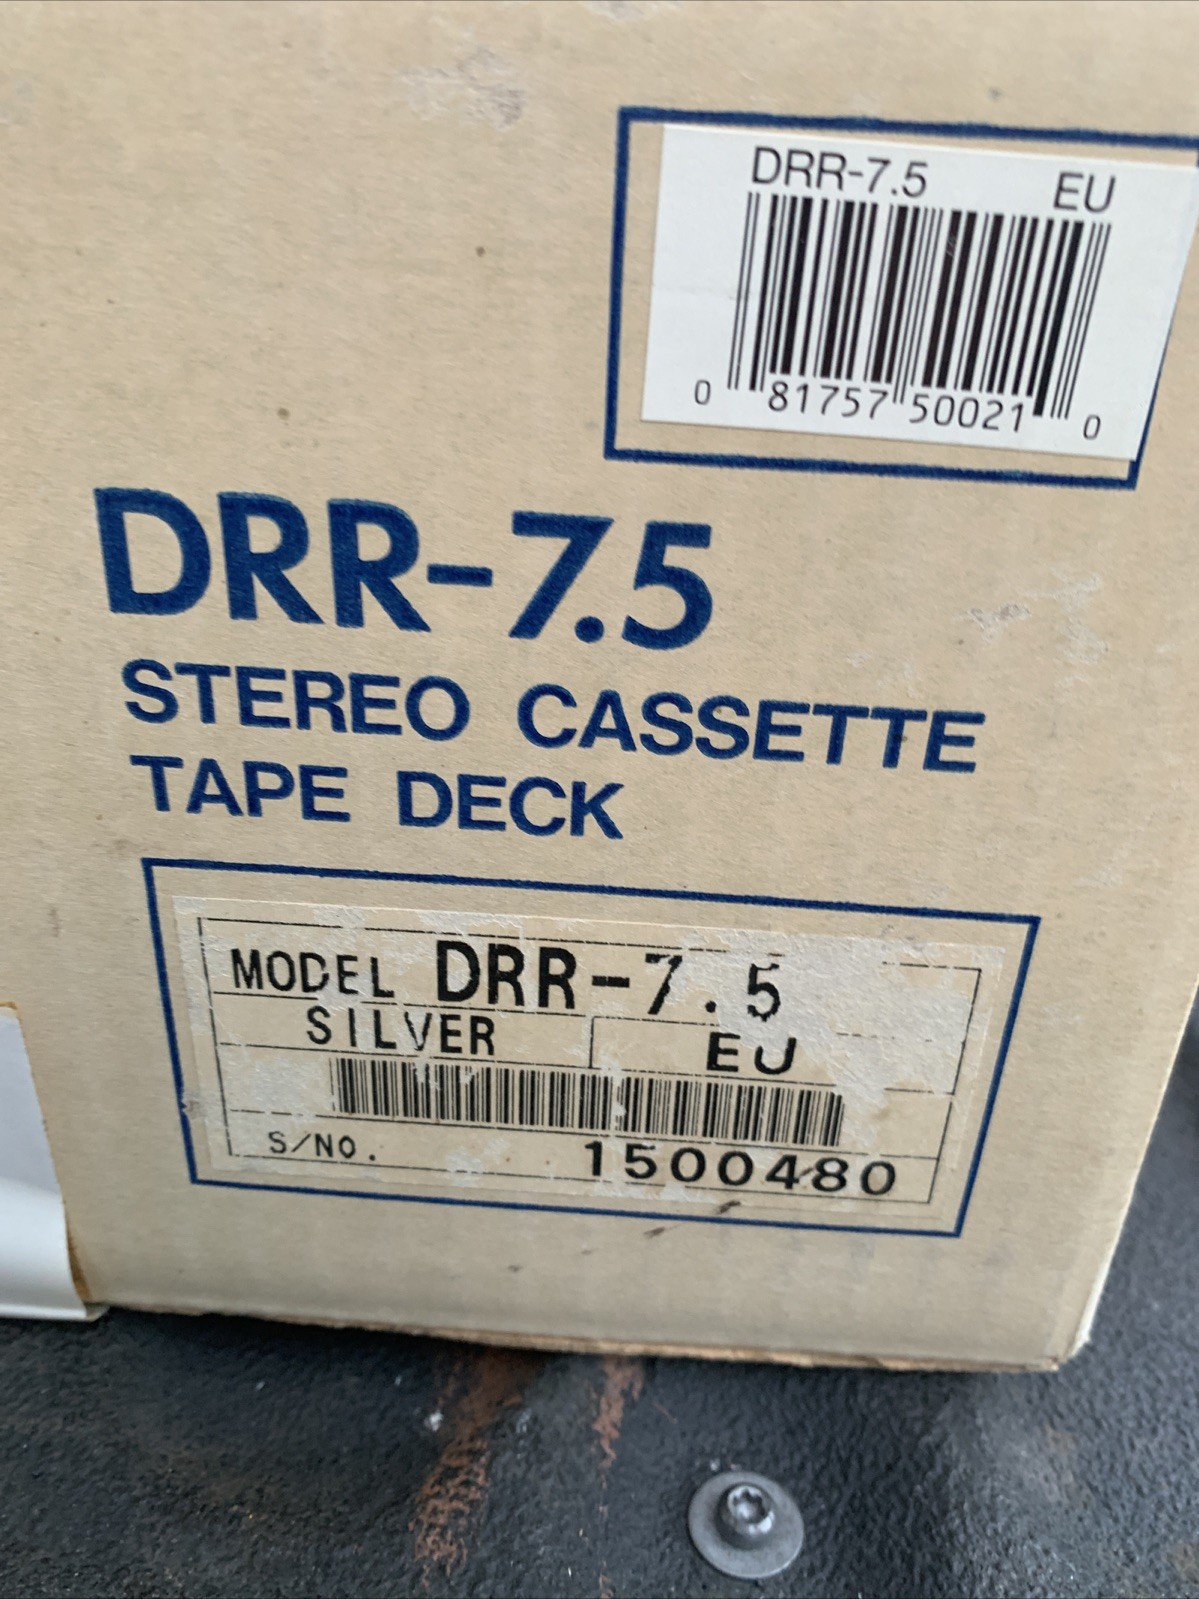 DRR-7.5 EU
0 81757 50021 0
DRR-7.5
STEREO CASSETTE
TAPE DECK
MODEL DRR-7.5
SILVER EU
S/NO. 1500480